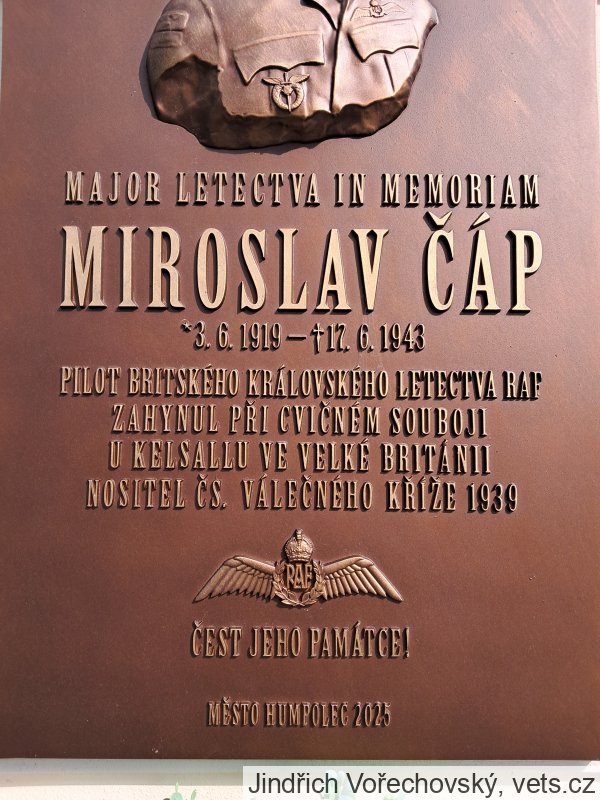 MAJOR LETECTVA IN MEMORIAM
MIROSLAV ČÁP
*3. 6. 1919 – †17. 6. 1943
PILOT BRITSKÉHO KRÁLOVSKÉHO LETECTVA RAF
ZAHYNUL PŘI CVIČNÉM SOUBOJI
U KELSALLU VE VELKÉ BRITÁNII
NOSITEL ČS. VÁLEČNÉHO KŘÍŽE 1939
RAF
ČEST JEHO PAMÁTCE!
MĚSTO HUMPOLEC 2025
Jindřich Vořechovský, vets.cz